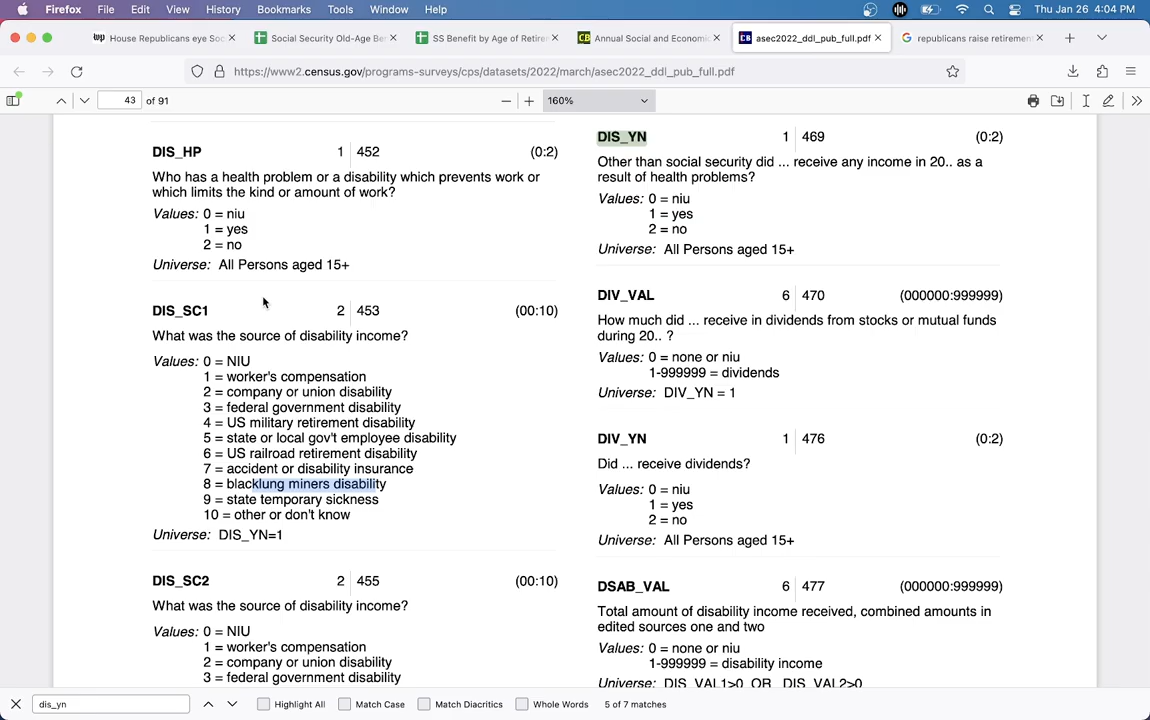 Firefox File Edit View History Bookmarks Tools Window Help Thu Jan 26 4:04 PM
House Republicans eye Soc
Social Security Old-Age Be
SS Benefit by Age of Retire
Annual Social and Economic
asec2022_ddl_pub_full.pdf
republicans raise retirement
https://www2.census.gov/programs-surveys/cps/datasets/2022/march/asec2022_ddl_pub_full.pdf
43 of 91 160%
DIS_HP 1 452 (0:2)
Who has a health problem or a disability which prevents work or
which limits the kind or amount of work?
Values: 0 = niu
1 = yes
2 = no
Universe: All Persons aged 15+
DIS_SC1 2 453 (00:10)
What was the source of disability income?
Values: 0 = NIU
1 = worker's compensation
2 = company or union disability
3 = federal government disability
4 = US military retirement disability
5 = state or local gov't employee disability
6 = US railroad retirement disability
7 = accident or disability insurance
8 = blacklung miners disability
9 = state temporary sickness
10 = other or don't know
Universe: DIS_YN=1
DIS_SC2 2 455 (00:10)
What was the source of disability income?
Values: 0 = NIU
1 = worker's compensation
2 = company or union disability
3 = federal government disability
DIS_YN 1 469 (0:2)
Other than social security did ... receive any income in 20.. as a
result of health problems?
Values: 0 = niu
1 = yes
2 = no
Universe: All Persons aged 15+
DIV_VAL 6 470 (000000:999999)
How much did ... receive in dividends from stocks or mutual funds
during 20.. ?
Values: 0 = none or niu
1-999999 = dividends
Universe: DIV_YN = 1
DIV_YN 1 476 (0:2)
Did ... receive dividends?
Values: 0 = niu
1 = yes
2 = no
Universe: All Persons aged 15+
DSAB_VAL 6 477 (000000:999999)
Total amount of disability income received, combined amounts in
edited sources one and two
Values: 0 = none or niu
1-999999 = disability income
Universe: DIS_VAL1>0 OR DIS_VAL2>0
dis_yn Highlight All Match Case Match Diacritics Whole Words 5 of 7 matches